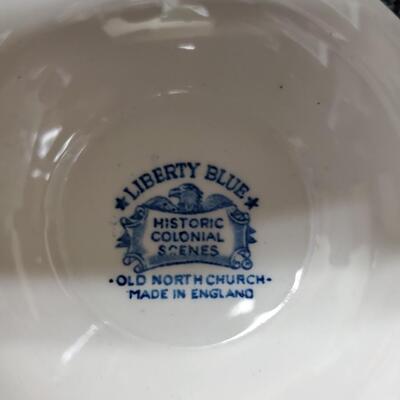 ★ LIBERTY BLUE ★
HISTORIC
COLONIAL
SCENES
·OLD NORTH CHURCH·
MADE IN ENGLAND